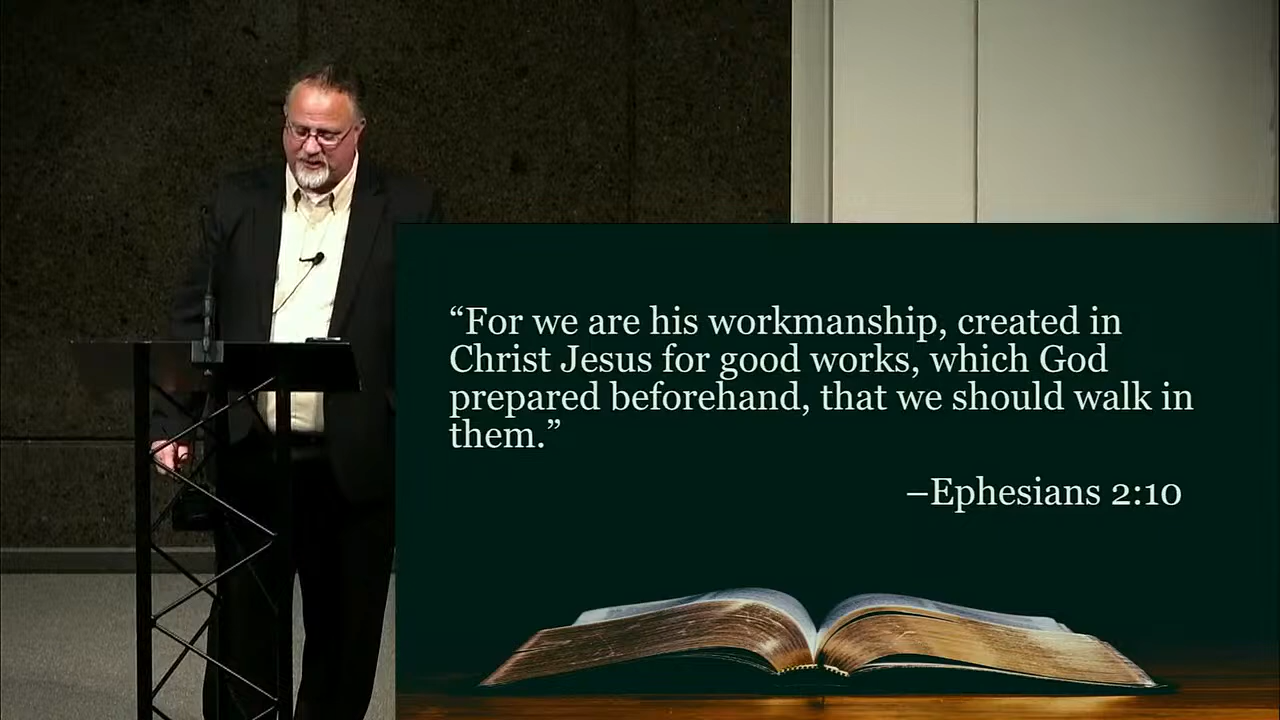 “For we are his workmanship, created in
Christ Jesus for good works, which God
prepared beforehand, that we should walk in
them.”
–Ephesians 2:10